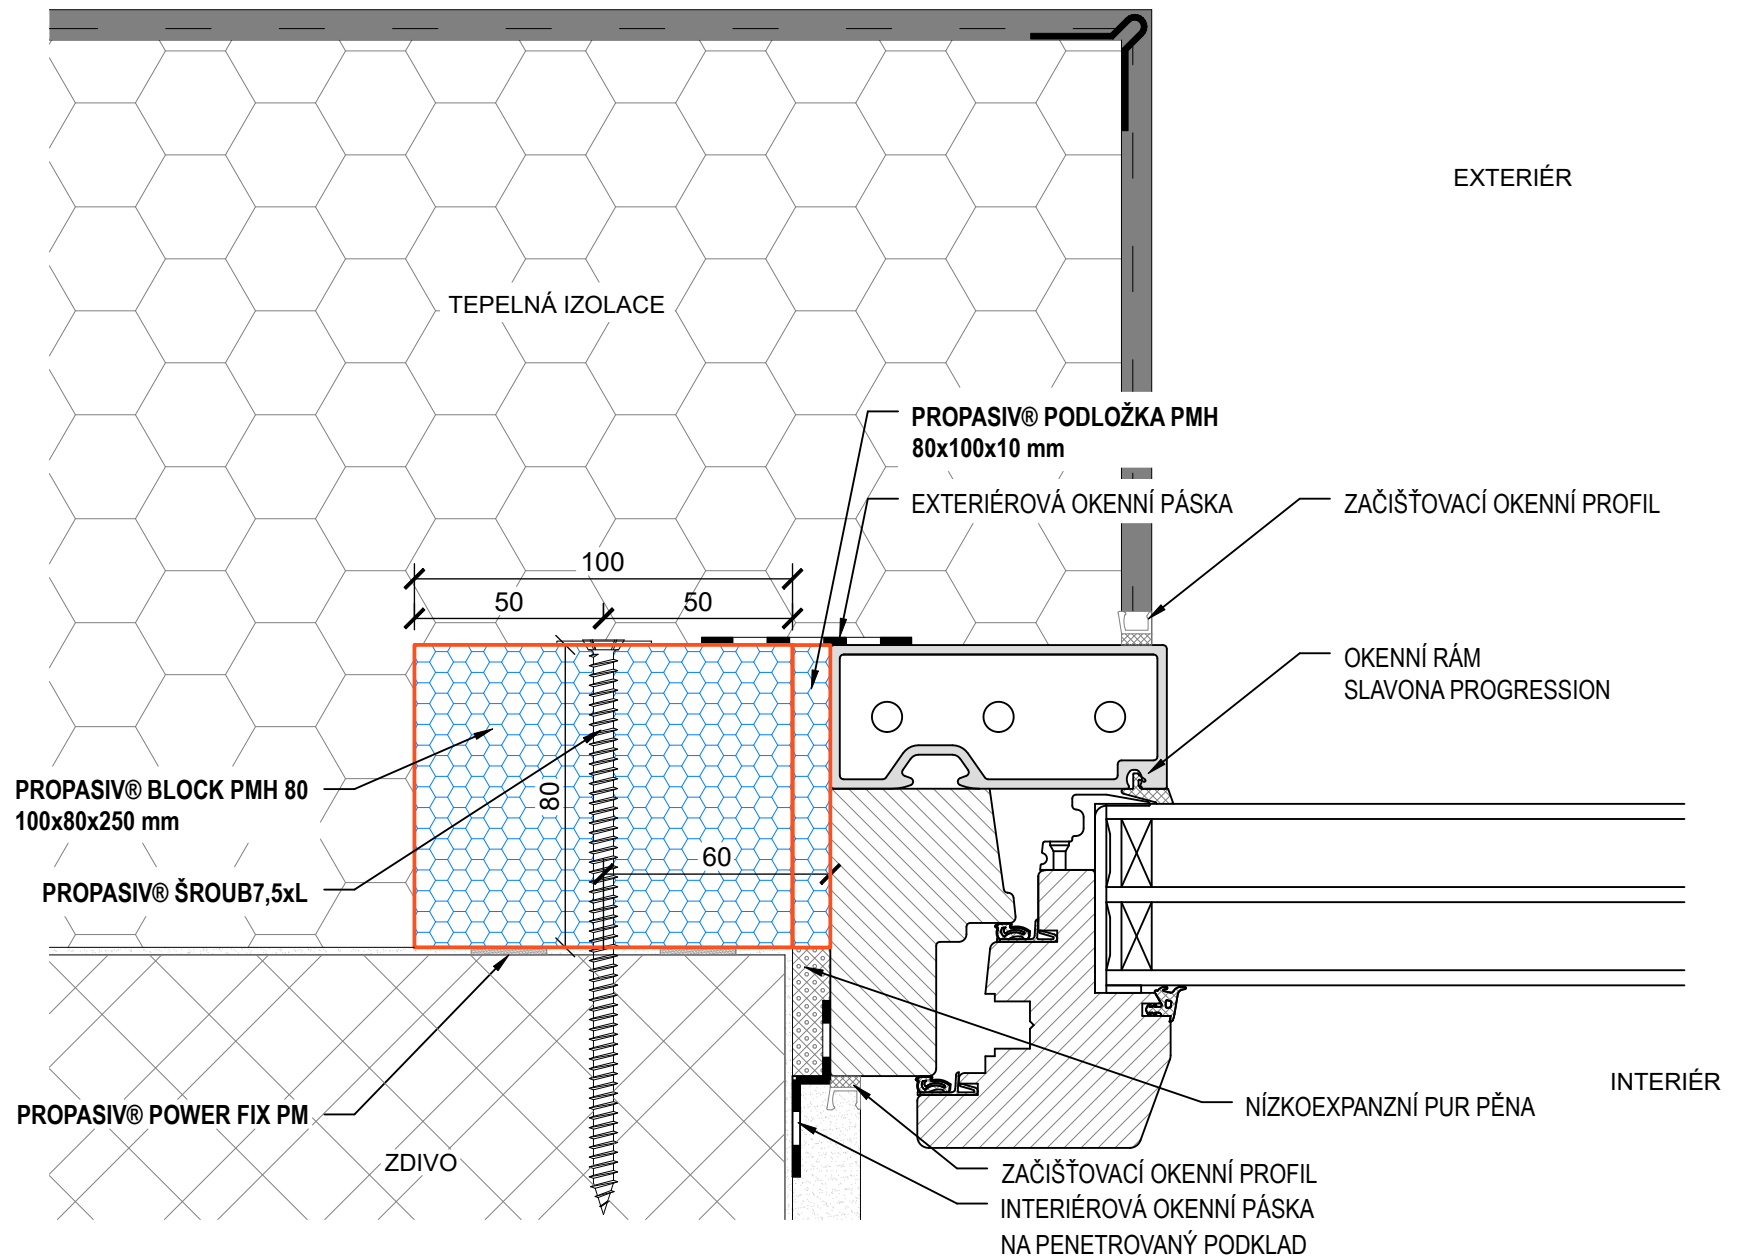 EXTERIÉR
TEPELNÁ IZOLACE
PROPASIV® PODLOŽKA PMH
80x100x10 mm
EXTERIÉROVÁ OKENNÍ PÁSKA
ZAČIŠŤOVACÍ OKENNÍ PROFIL
100
50
50
OKENNÍ RÁM
SLAVONA PROGRESSION
PROPASIV® BLOCK PMH 80
100x80x250 mm
80
60
PROPASIV® ŠROUB7,5xL
INTERIÉR
PROPASIV® POWER FIX PM
NÍZKOEXPANZNÍ PUR PĚNA
ZDIVO
ZAČIŠŤOVACÍ OKENNÍ PROFIL
INTERIÉROVÁ OKENNÍ PÁSKA
NA PENETROVANÝ PODKLAD